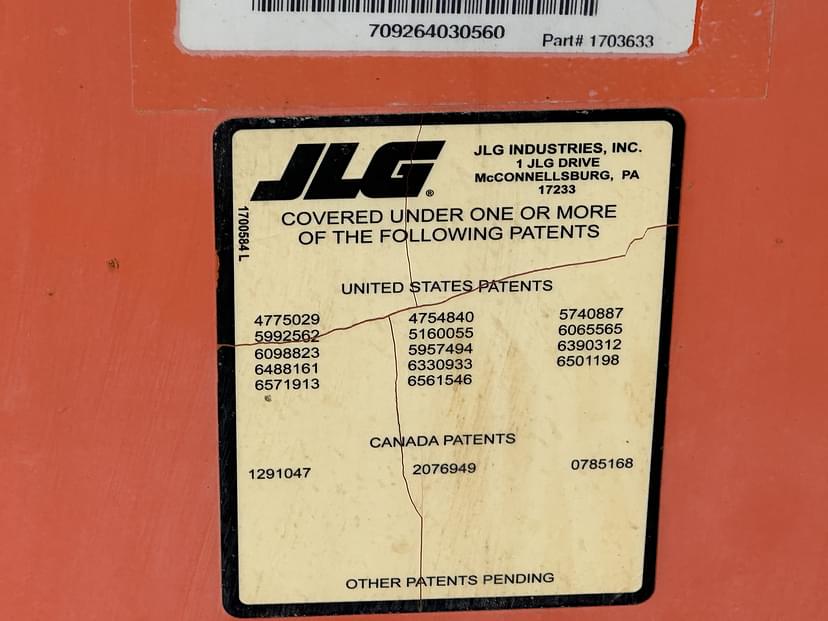 709264030560
Part# 1703633
JLG®
JLG INDUSTRIES, INC.
1 JLG DRIVE
McCONNELLSBURG, PA
17233
1700584 L
COVERED UNDER ONE OR MORE
OF THE FOLLOWING PATENTS
UNITED STATES PATENTS
4775029 4754840 5740887
5992562 5160055 6065565
6098823 5957494 6390312
6488161 6330933 6501198
6571913 6561546
CANADA PATENTS
1291047 2076949 0785168
OTHER PATENTS PENDING